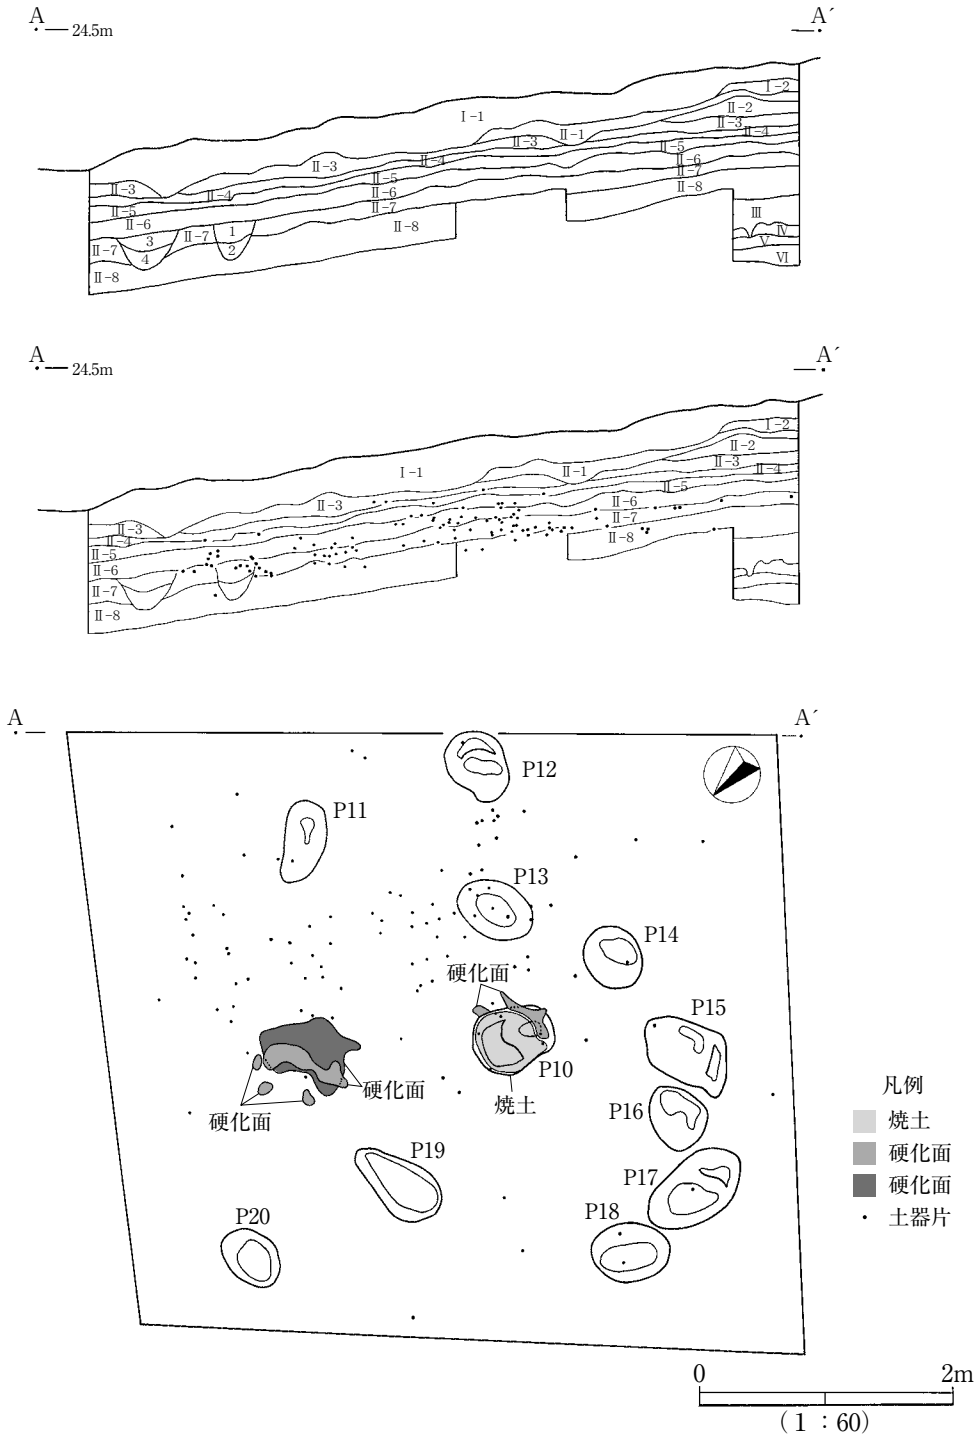 A
A´
24.5m
Ⅰ-2
Ⅰ-1
Ⅱ-2
Ⅱ-3
Ⅱ-4
Ⅱ-1
Ⅱ-3
Ⅱ-5
Ⅱ-6
Ⅱ-7
Ⅱ-8
Ⅱ-3
Ⅱ-4
Ⅱ-5
Ⅱ-6
Ⅱ-7
Ⅱ-8
Ⅱ-3
Ⅱ-4
Ⅱ-5
Ⅱ-6
Ⅱ-7
Ⅱ-7
Ⅱ-8
3
4
1
2
Ⅲ
Ⅳ
Ⅴ
Ⅵ
A
A´
24.5m
Ⅰ-2
Ⅰ-1
Ⅱ-2
Ⅱ-1
Ⅱ-3
Ⅱ-4
Ⅱ-5
Ⅱ-6
Ⅱ-7
Ⅱ-8
Ⅱ-3
Ⅱ-3
Ⅱ-4
Ⅱ-5
Ⅱ-6
Ⅱ-7
Ⅱ-8
A
A´
P12
P11
P13
P14
硬化面
P15
P10
硬化面
硬化面
焼土
P16
P19
P17
P18
P20
凡例
焼土
硬化面
硬化面
土器片
0 2m
(1:60)